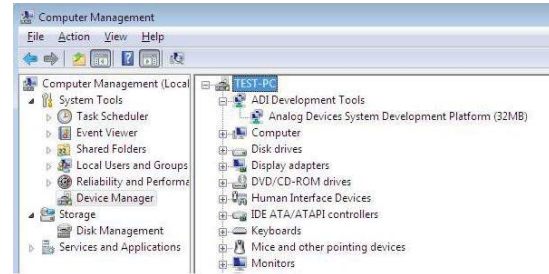 Computer Management
File Action View Help
Computer Management (Local
System Tools
Task Scheduler
Event Viewer
Shared Folders
Local Users and Groups
Reliability and Performa
Device Manager
Storage
Disk Management
Services and Applications
TEST-PC
ADI Development Tools
Analog Devices System Development Platform (32MB)
Computer
Disk drives
Display adapters
DVD/CD-ROM drives
Human Interface Devices
IDE ATA/ATAPI controllers
Keyboards
Mice and other pointing devices
Monitors